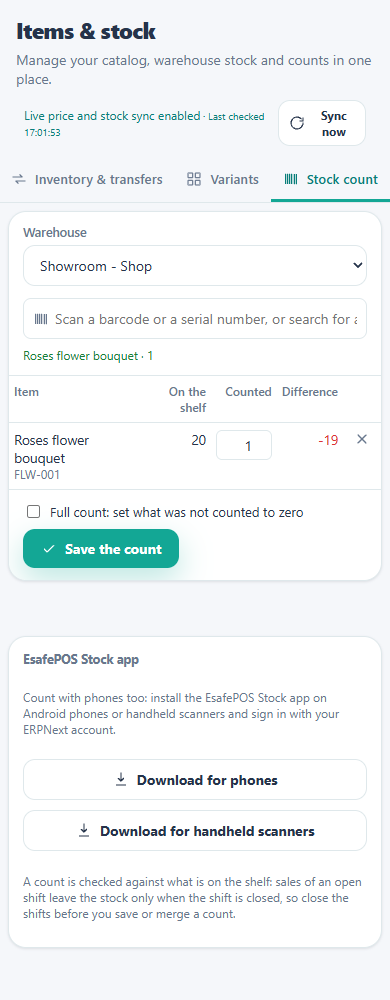 Items & stock
Manage your catalog, warehouse stock and counts in one
place.
Live price and stock sync enabled · Last checked
17:01:53
Sync
now
Inventory & transfers
Variants
Stock count
Warehouse
Showroom - Shop
Scan a barcode or a serial number, or search for a
Roses flower bouquet · 1
Item On the Counted Difference
shelf
Roses flower 20 1 -19
bouquet
FLW-001
Full count: set what was not counted to zero
Save the count
EsafePOS Stock app
Count with phones too: install the EsafePOS Stock app on
Android phones or handheld scanners and sign in with your
ERPNext account.
Download for phones
Download for handheld scanners
A count is checked against what is on the shelf: sales of an open
shift leave the stock only when the shift is closed, so close the
shifts before you save or merge a count.